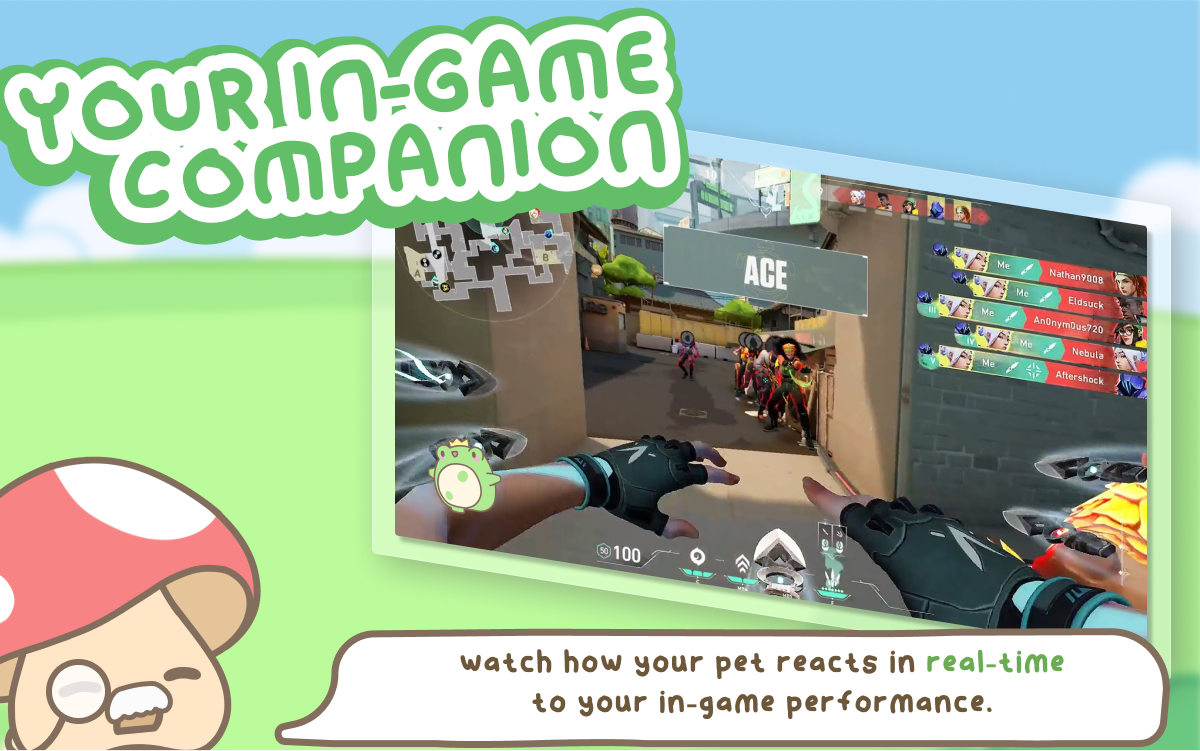 YOUR IN-GAME
COMPANION
A
B
ACE
Me Nathan9008
Me Eldsuck
Me An0nym0us720
Me Nebula
Me Aftershock
50 100
watch how your pet reacts in real-time
to your in-game performance.